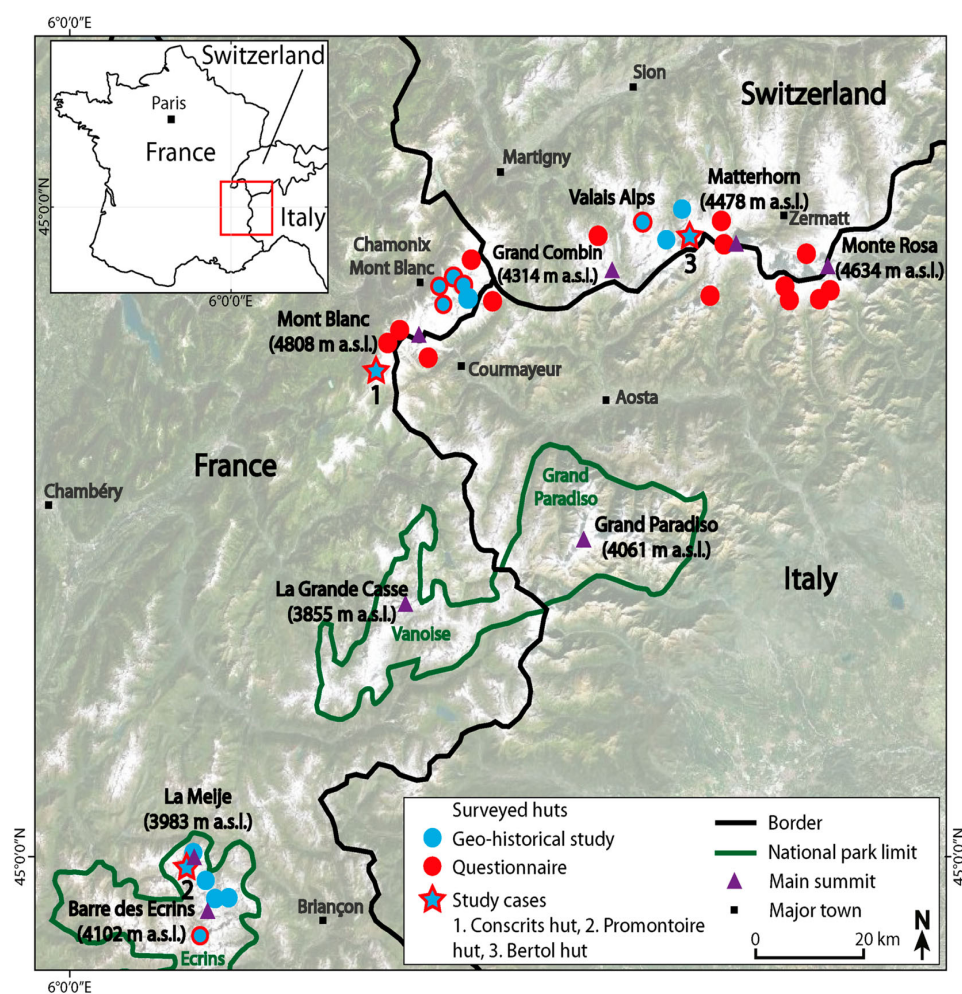 6°0'0"E
Switzerland
Paris
France
Italy
45°0'0"N
6°0'0"E
Sion
Switzerland
Martigny
Valais Alps
Matterhorn
(4478 m a.s.l.)
Zermatt
Chamonix
Mont Blanc
Grand Combin
(4314 m a.s.l.)
3
Monte Rosa
(4634 m a.s.l.)
Mont Blanc
(4808 m a.s.l.)
1
Courmayeur
Aosta
France
Chambéry
Grand
Paradiso
Grand Paradiso
(4061 m a.s.l.)
Italy
La Grande Casse
(3855 m a.s.l.)
Vanoise
La Meije
(3983 m a.s.l.)
2
Barre des Ecrins
(4102 m a.s.l.)
Ecrins
Briançon
Surveyed huts
Geo-historical study
Questionnaire
Study cases
1. Conscrits hut, 2. Promontoire
hut, 3. Bertol hut
Border
National park limit
Main summit
Major town
0 20 km
N
45°0'0"N
45°0'0"N
6°0'0"E